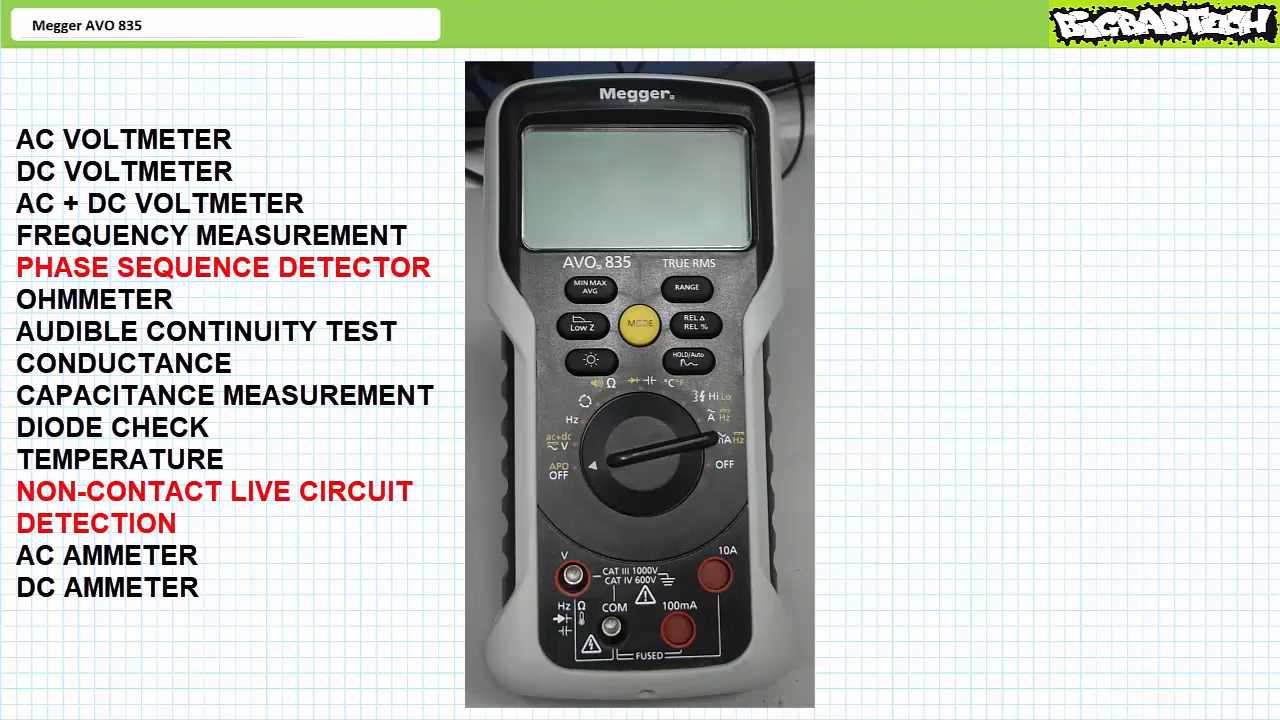 Megger AVO 835
BIGBADTECH
AC VOLTMETER
DC VOLTMETER
AC + DC VOLTMETER
FREQUENCY MEASUREMENT
PHASE SEQUENCE DETECTOR
OHMMETER
AUDIBLE CONTINUITY TEST
CONDUCTANCE
CAPACITANCE MEASUREMENT
DIODE CHECK
TEMPERATURE
NON-CONTACT LIVE CIRCUIT
DETECTION
AC AMMETER
DC AMMETER
Megger
AVO 835 TRUE RMS
MIN MAX
AVG
RANGE
Low Z
MODE
REL Δ
REL %
HOLD/Auto
Ω
°C °F
Hi Lo
Hz
A Hz
ac+dc
V
mA Hz
APO
OFF
OFF
V
10A
CAT III 1000V
CAT IV 600V
Hz Ω
COM
100mA
FUSED